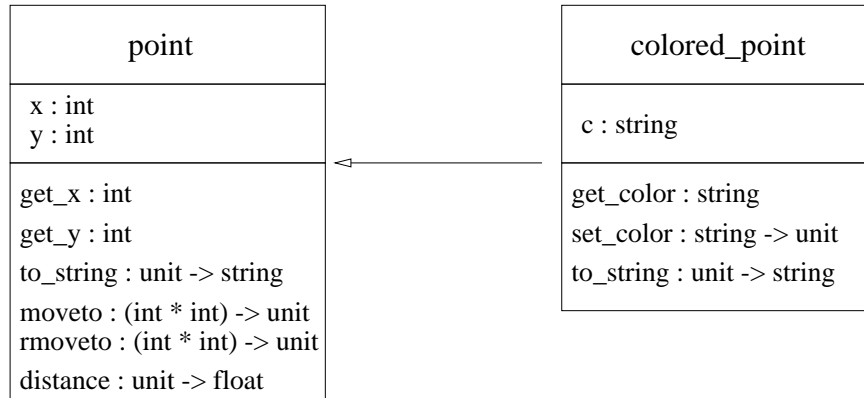 point
x : int
y : int
get_x : int
get_y : int
to_string : unit -> string
moveto : (int * int) -> unit
rmoveto : (int * int) -> unit
distance : unit -> float
colored_point
c : string
get_color : string
set_color : string -> unit
to_string : unit -> string